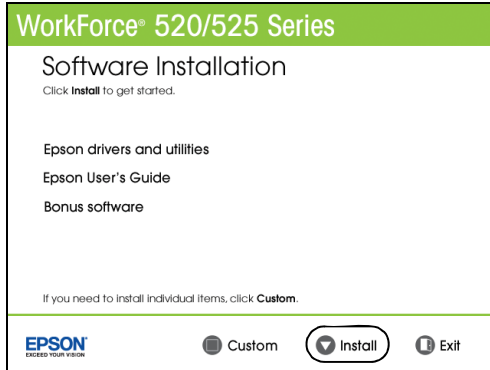 WorkForce® 520/525 Series
Software Installation
Click Install to get started.
Epson drivers and utilities
Epson User's Guide
Bonus software
If you need to install individual items, click Custom.
EPSON®
EXCEED YOUR VISION
Custom
Install
Exit